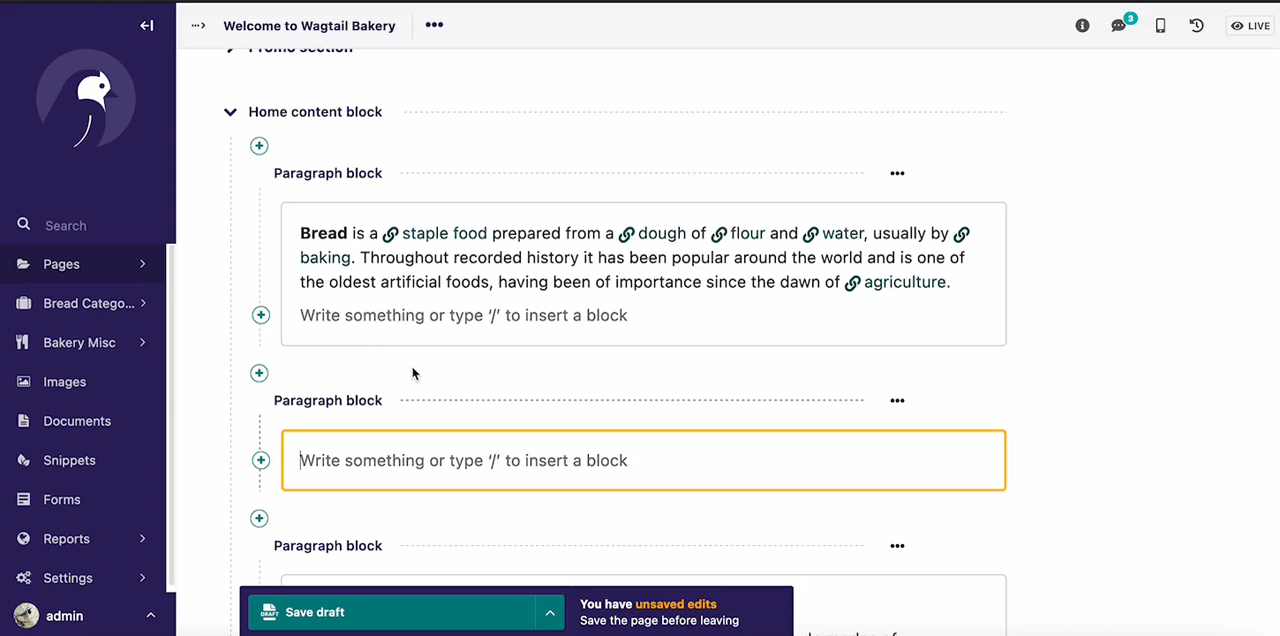 Welcome to Wagtail Bakery
3
LIVE
Search
Pages
Bread Catego...
Bakery Misc
Images
Documents
Snippets
Forms
Reports
Settings
admin
Promo section
Home content block
Paragraph block
Bread is a staple food prepared from a dough of flour and water, usually by
baking. Throughout recorded history it has been popular around the world and is one of
the oldest artificial foods, having been of importance since the dawn of agriculture.
Write something or type '/' to insert a block
Paragraph block
Write something or type '/' to insert a block
Paragraph block
DRAFT
Save draft
You have unsaved edits
Save the page before leaving